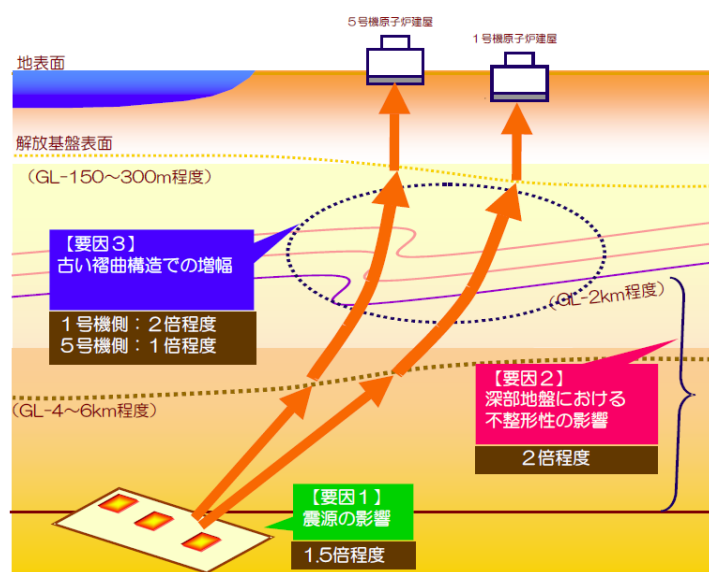 5号機原子炉建屋
1号機原子炉建屋
地表面
解放基盤表面
(GL-150～300m程度)
【要因3】
古い褶曲構造での増幅
1号機側：2倍程度
5号機側：1倍程度
(GL-2km程度)
【要因2】
深部地盤における
不整形性の影響
2倍程度
(GL-4～6km程度)
【要因1】
震源の影響
1.5倍程度